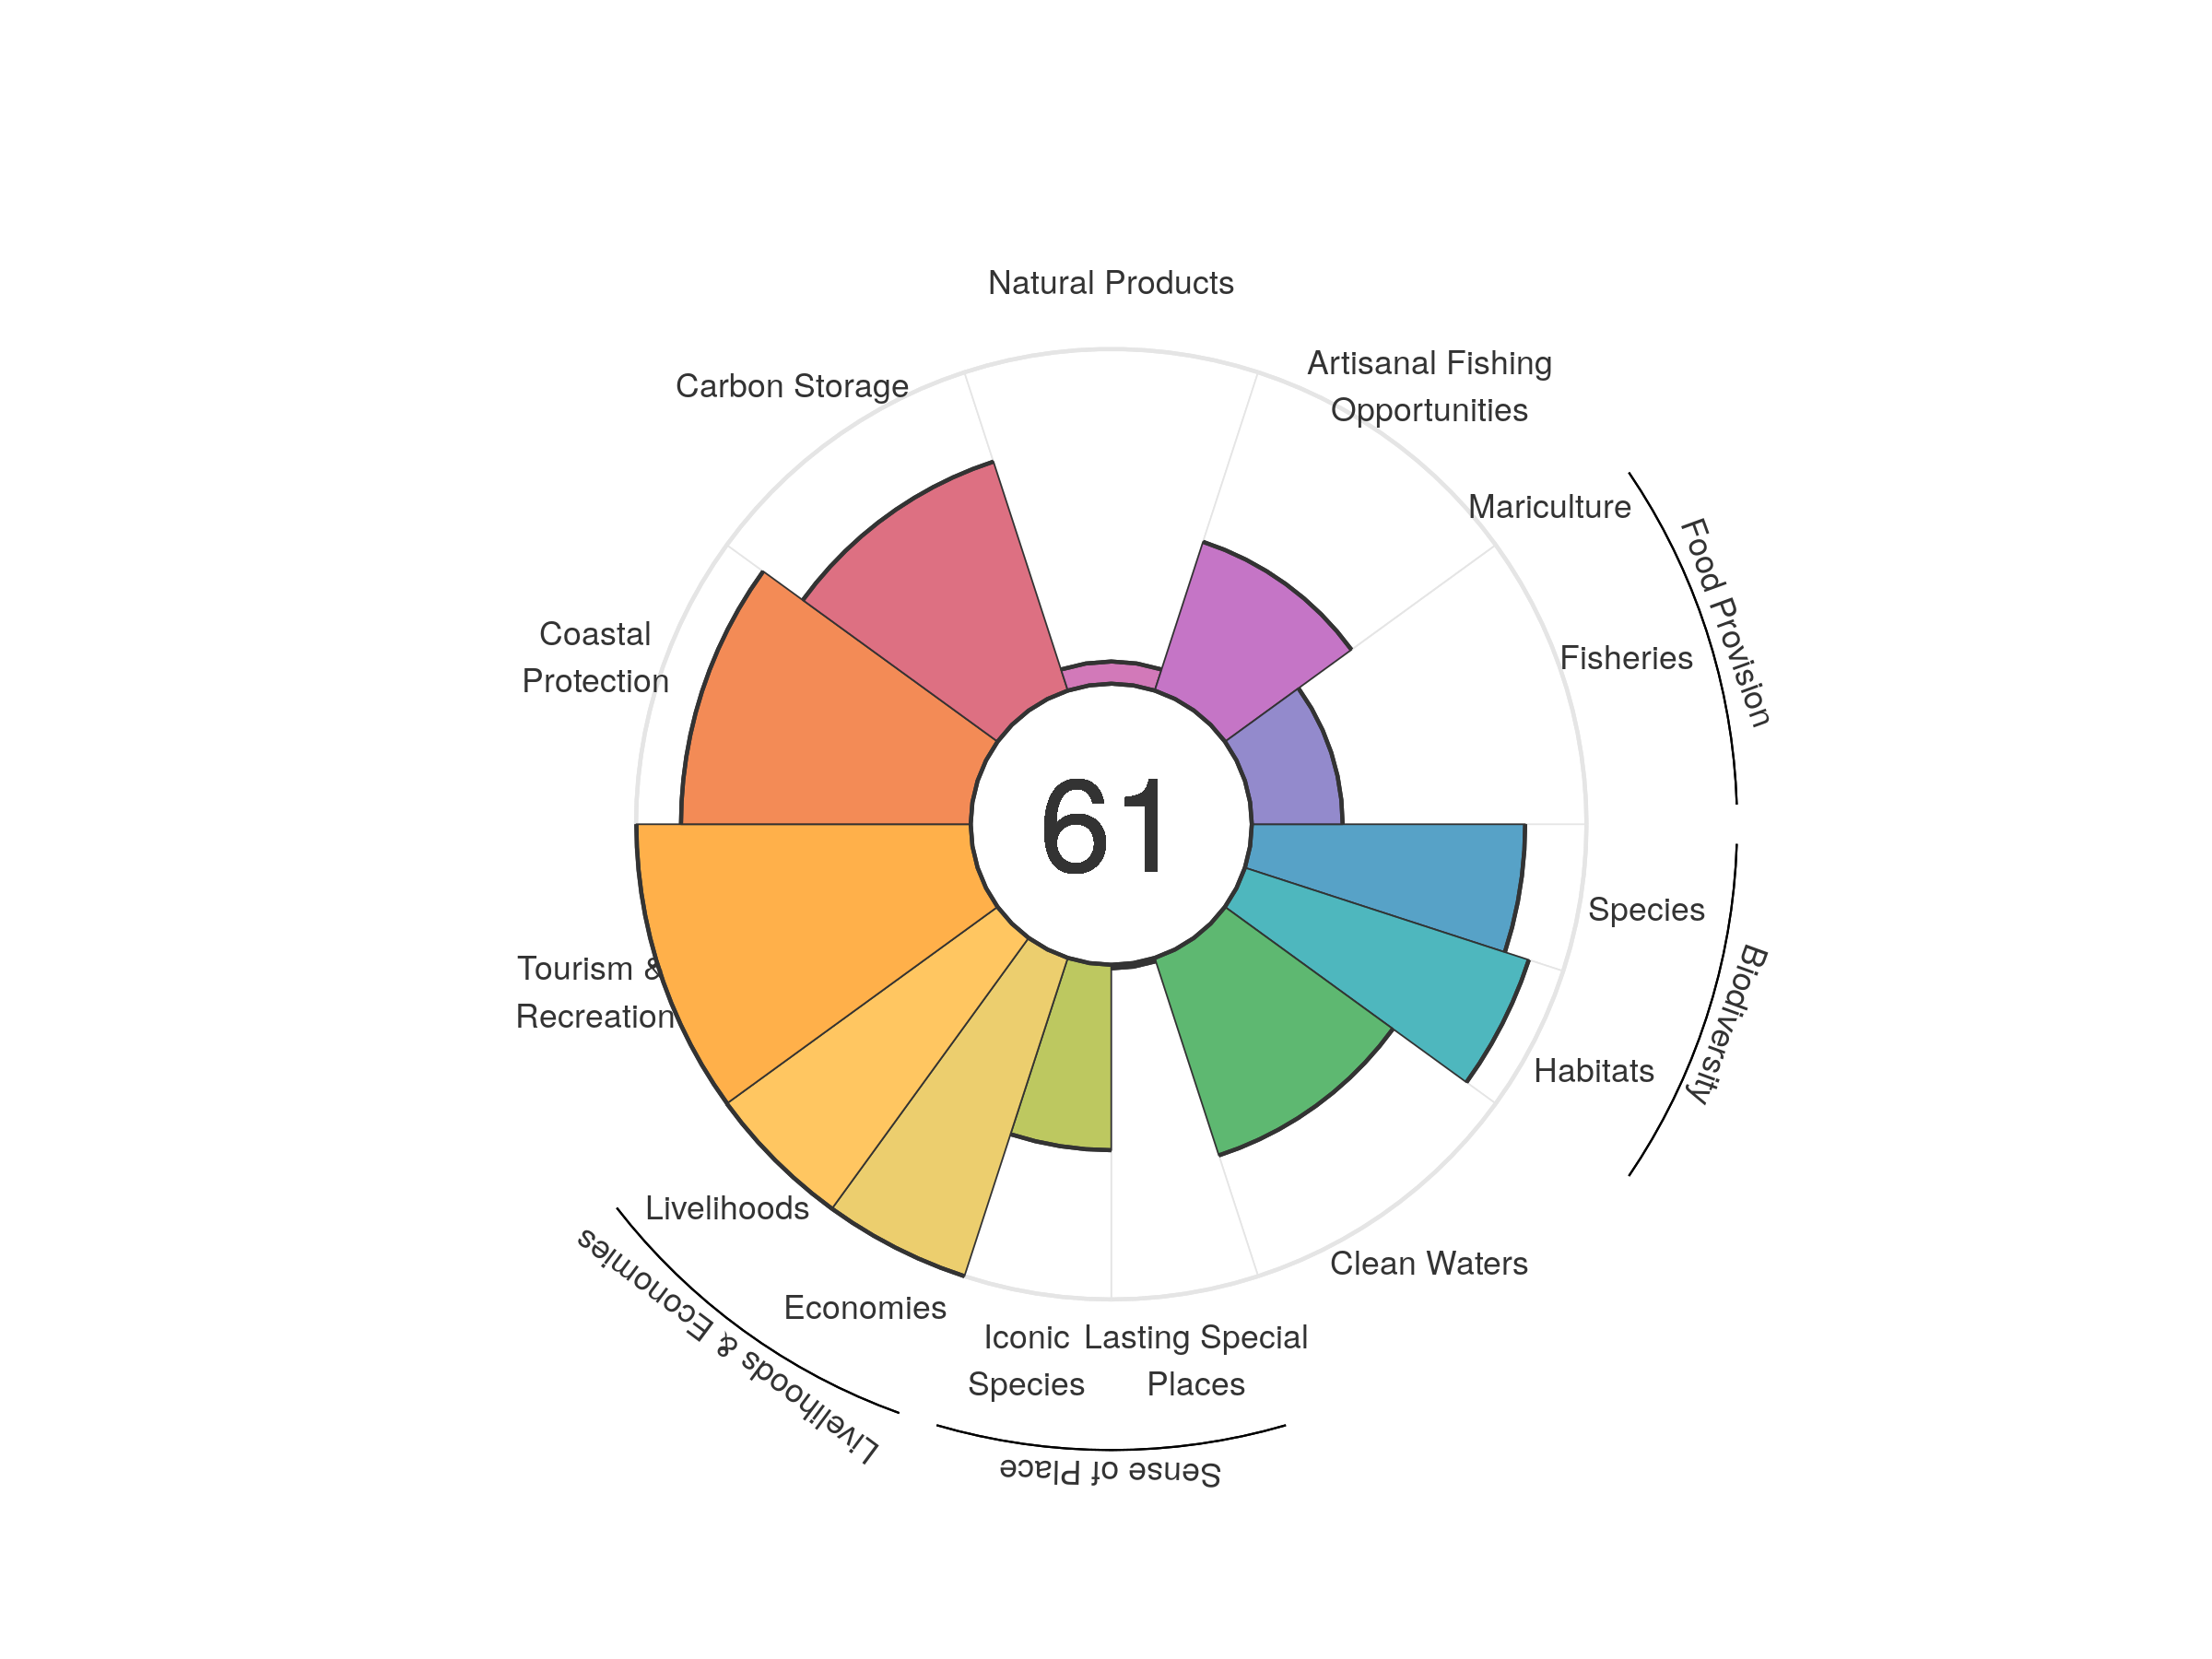 Natural Products
Artisanal Fishing
Opportunities
Carbon Storage
Mariculture
Food Provision
Fisheries
Coastal
Protection
61
Species
Biodiversity
Tourism &
Recreation
Habitats
Livelihoods
Livelihoods & Economies
Clean Waters
Economies
Iconic
Species
Lasting Special
Places
Sense of Place